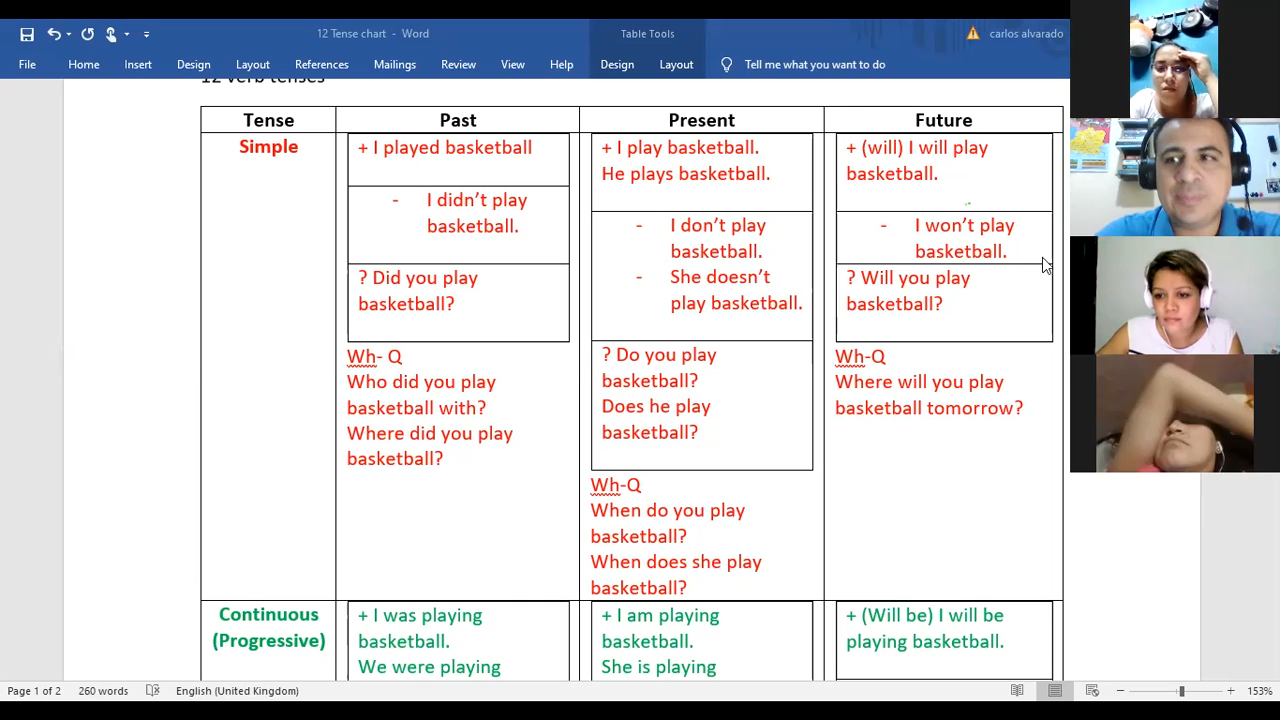 12 Tense chart - Word
Table Tools
carlos alvarado
File
Home
Insert
Design
Layout
References
Mailings
Review
View
Help
Design
Layout
Tell me what you want to do
12 verb tenses
Tense
Past
Present
Future
Simple
+ I played basketball
- I didn't play
basketball.
? Did you play
basketball?
Wh- Q
Who did you play
basketball with?
Where did you play
basketball?
+ I play basketball.
He plays basketball.
- I don't play
basketball.
- She doesn't
play basketball.
? Do you play
basketball?
Does he play
basketball?
Wh-Q
When do you play
basketball?
When does she play
basketball?
+ (will) I will play
basketball.
- I won't play
basketball.
? Will you play
basketball?
Wh-Q
Where will you play
basketball tomorrow?
Continuous
(Progressive)
+ I was playing
basketball.
We were playing
+ I am playing
basketball.
She is playing
+ (Will be) I will be
playing basketball.
Page 1 of 2
260 words
English (United Kingdom)
153%